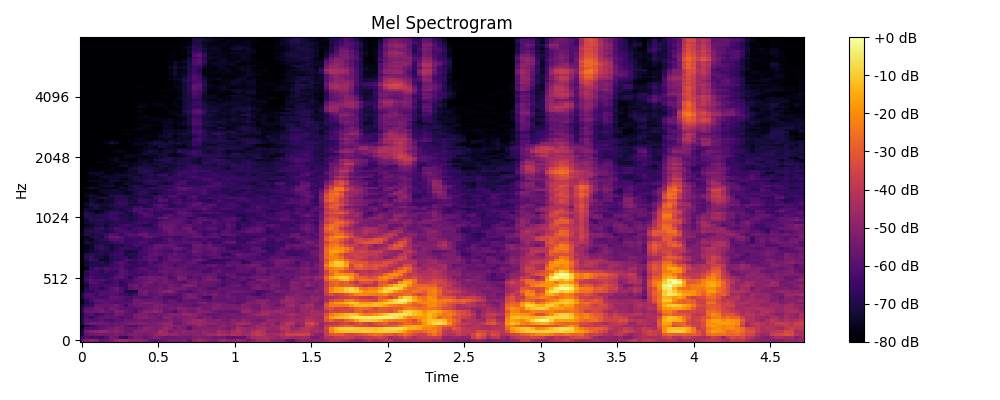 Mel Spectrogram
Hz
4096
2048
1024
512
0
0
0.5
1
1.5
2
2.5
3
3.5
4
4.5
Time
+0 dB
-10 dB
-20 dB
-30 dB
-40 dB
-50 dB
-60 dB
-70 dB
-80 dB